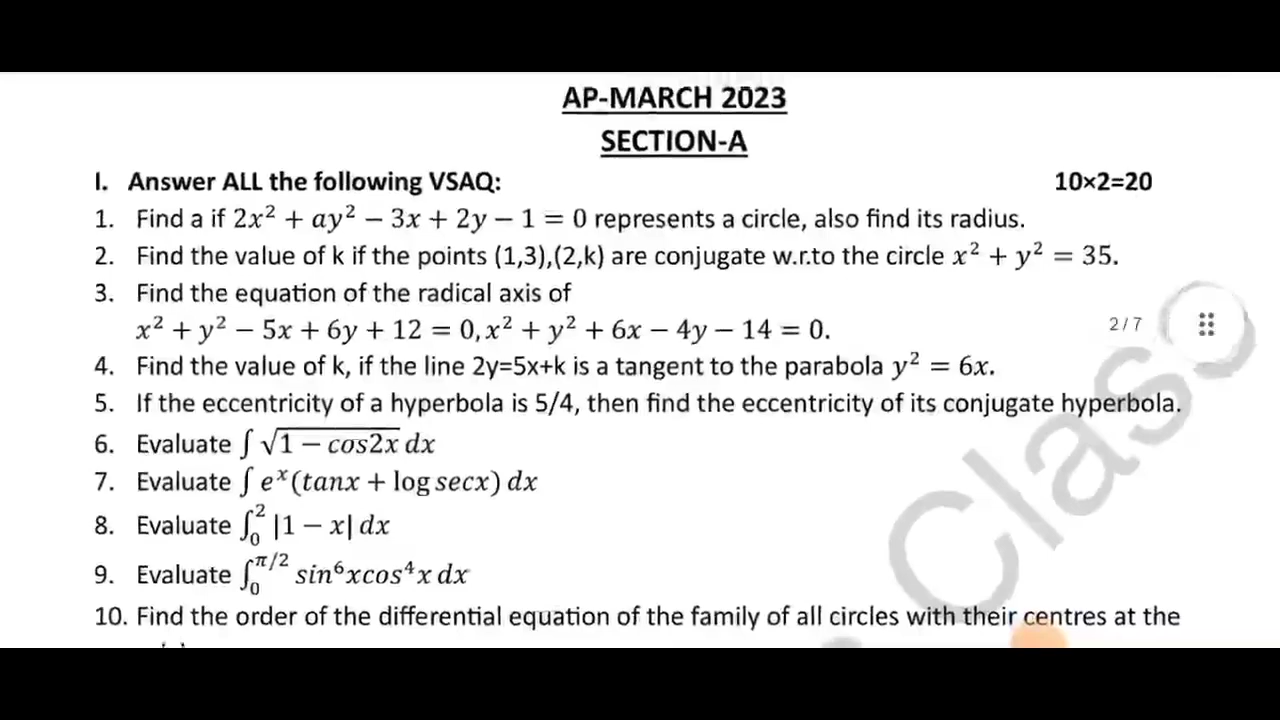 AP-MARCH 2023
SECTION-A
I. Answer ALL the following VSAQ: 10×2=20
1. Find a if 2x² + ay² − 3x + 2y − 1 = 0 represents a circle, also find its radius.
2. Find the value of k if the points (1,3),(2,k) are conjugate w.r.to the circle x² + y² = 35.
3. Find the equation of the radical axis of
x² + y² − 5x + 6y + 12 = 0, x² + y² + 6x − 4y − 14 = 0.
2/7
4. Find the value of k, if the line 2y=5x+k is a tangent to the parabola y² = 6x.
5. If the eccentricity of a hyperbola is 5/4, then find the eccentricity of its conjugate hyperbola.
6. Evaluate ∫ √(1 − cos2x) dx
7. Evaluate ∫ eˣ(tanx + log secx) dx
8. Evaluate ∫₀² |1 − x| dx
9. Evaluate ∫₀^(π/2) sin⁶xcos⁴x dx
10. Find the order of the differential equation of the family of all circles with their centres at the
Class